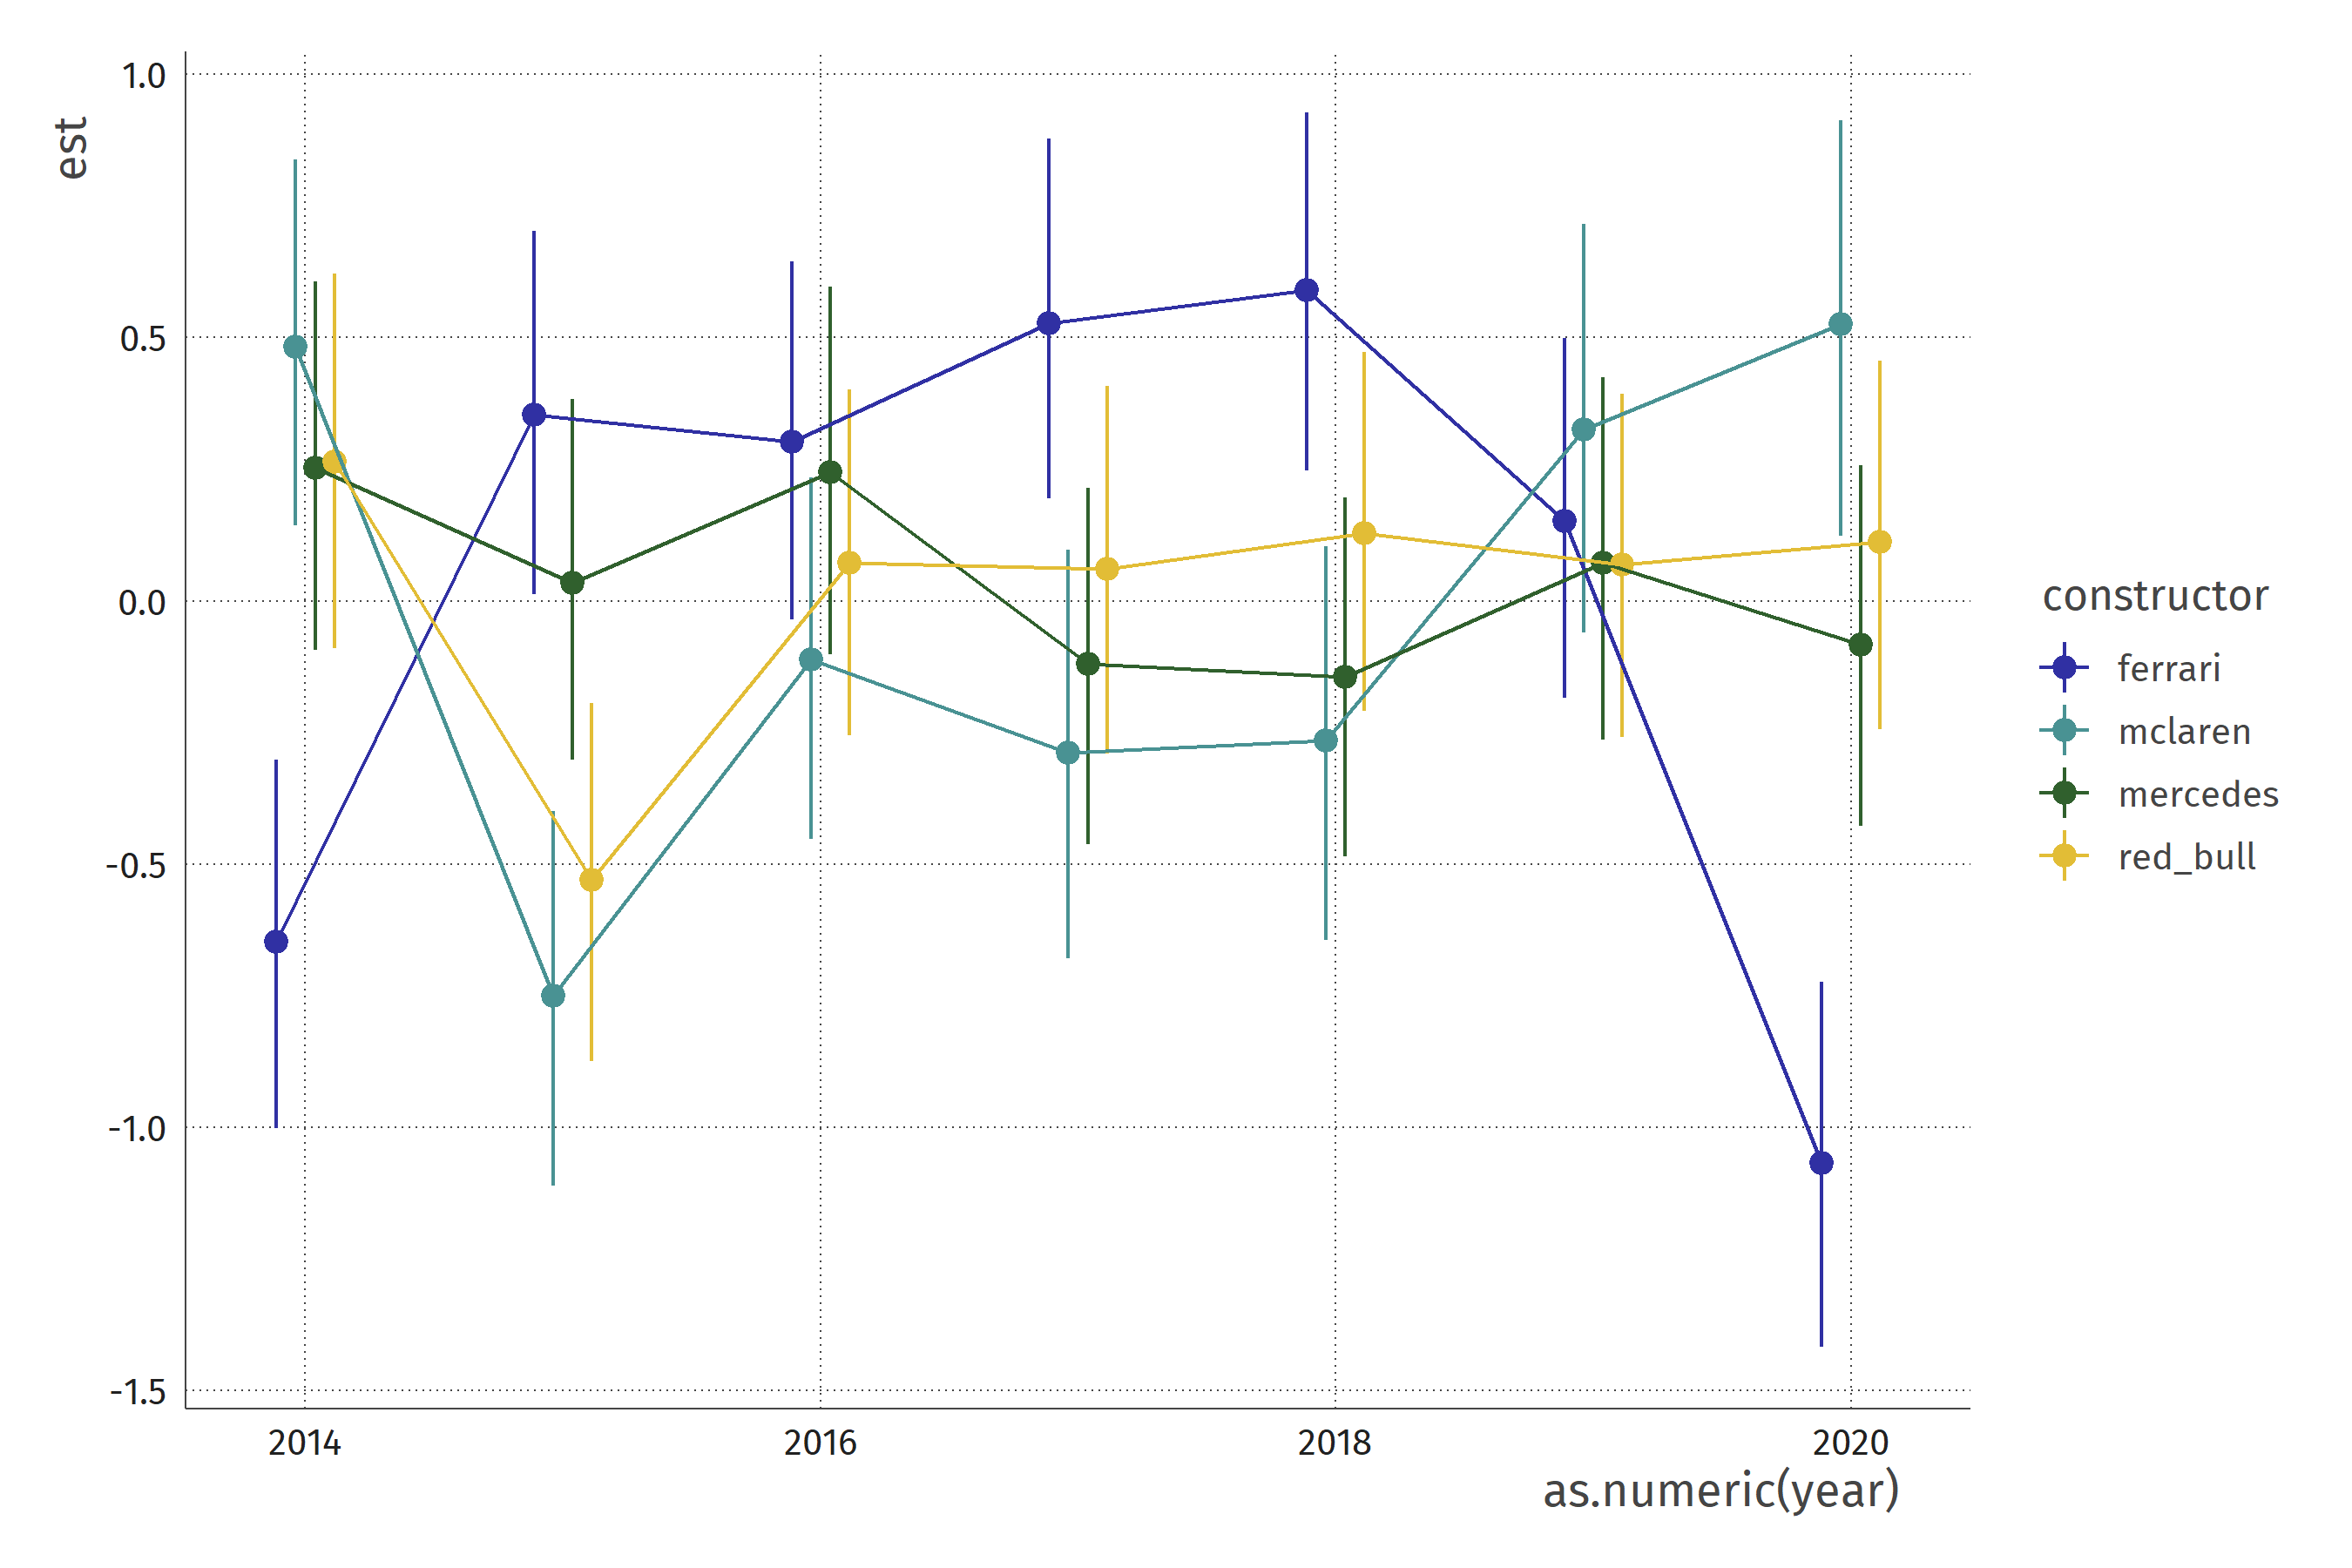 est
1.0
0.5
0.0
-0.5
-1.0
-1.5
2014
2016
2018
2020
as.numeric(year)
constructor
ferrari
mclaren
mercedes
red_bull